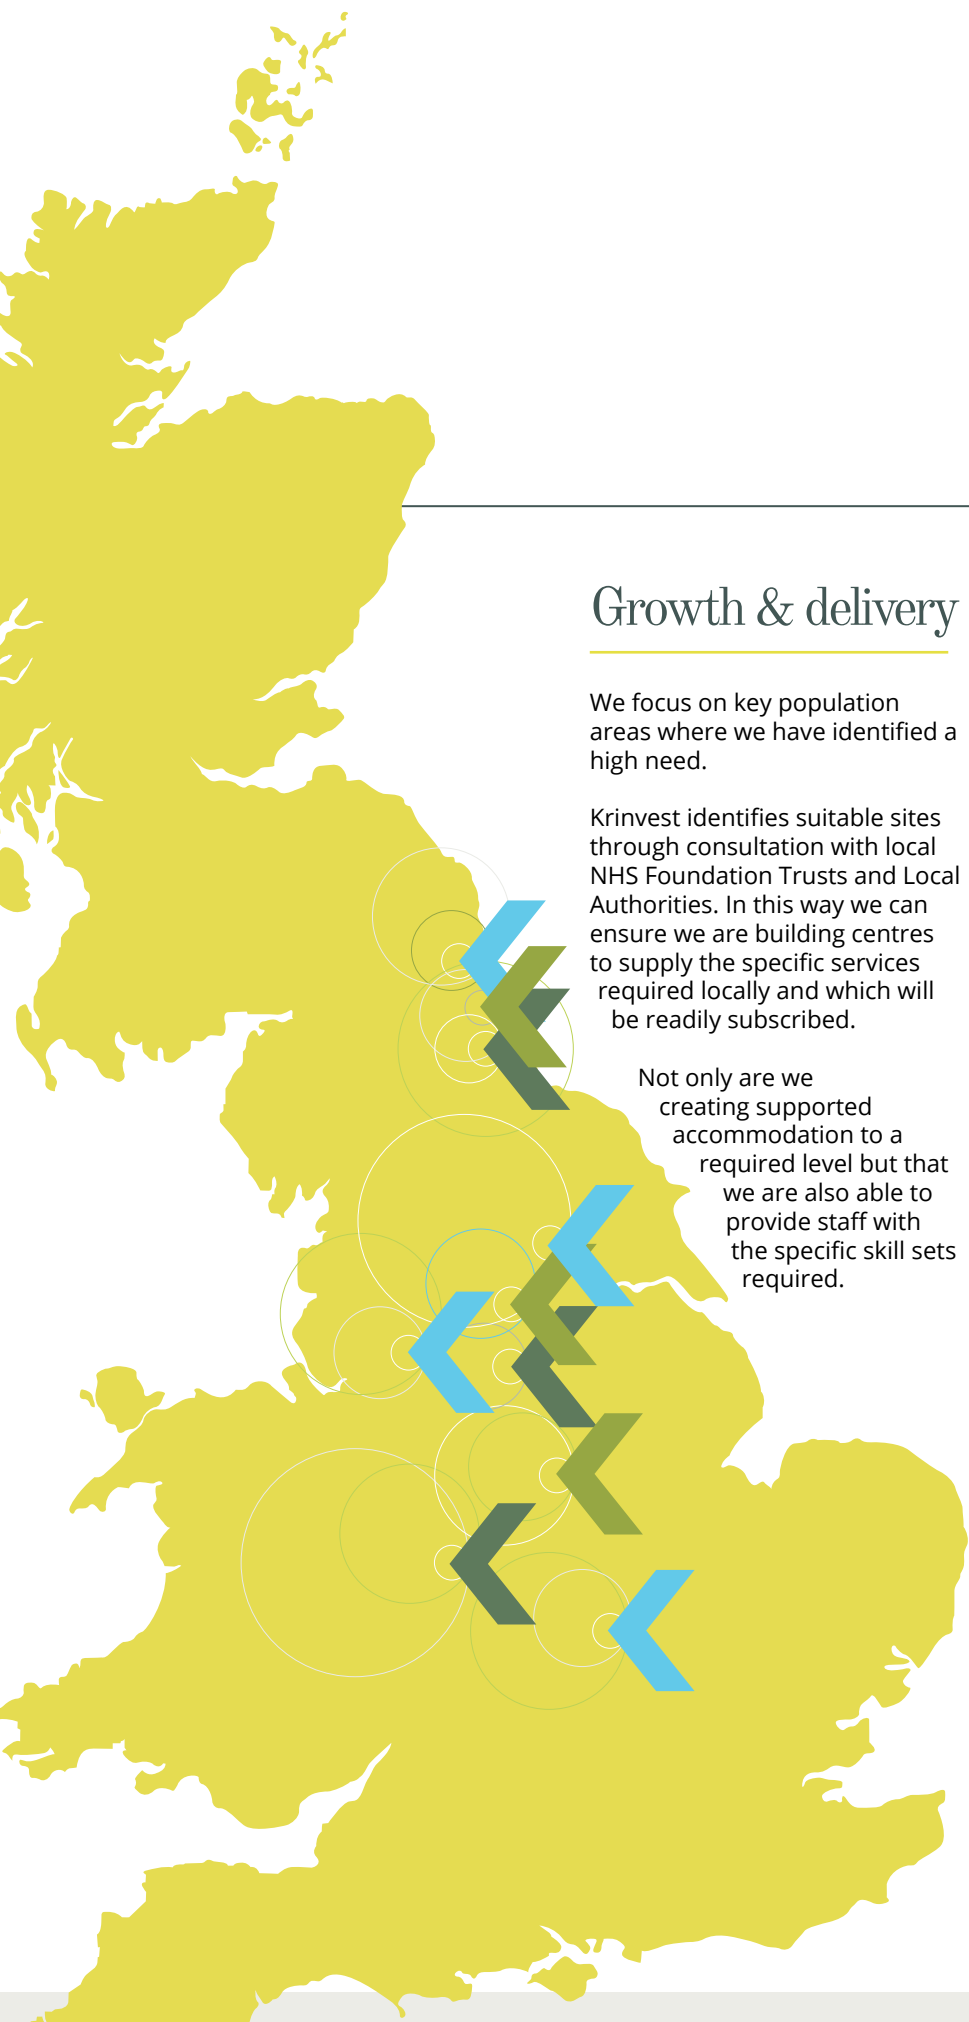 Growth & delivery
We focus on key population
areas where we have identified a
high need.
Krinvest identifies suitable sites
through consultation with local
NHS Foundation Trusts and Local
Authorities. In this way we can
ensure we are building centres
to supply the specific services
required locally and which will
be readily subscribed.
Not only are we
creating supported
accommodation to a
required level but that
we are also able to
provide staff with
the specific skill sets
required.